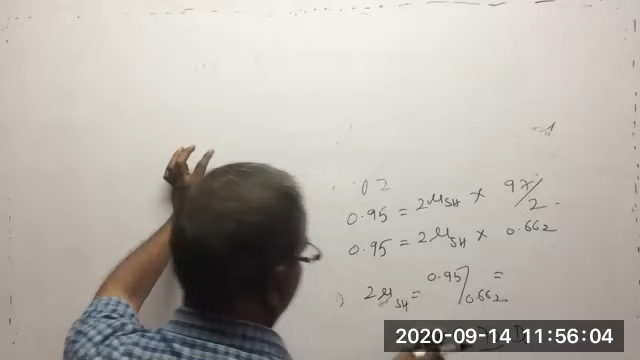 0.95 = 2μSH × 92/2
0.95 = 2μSH × 0.662
2μSH = 0.95/0.662 =
2020-09-14 11:56:04